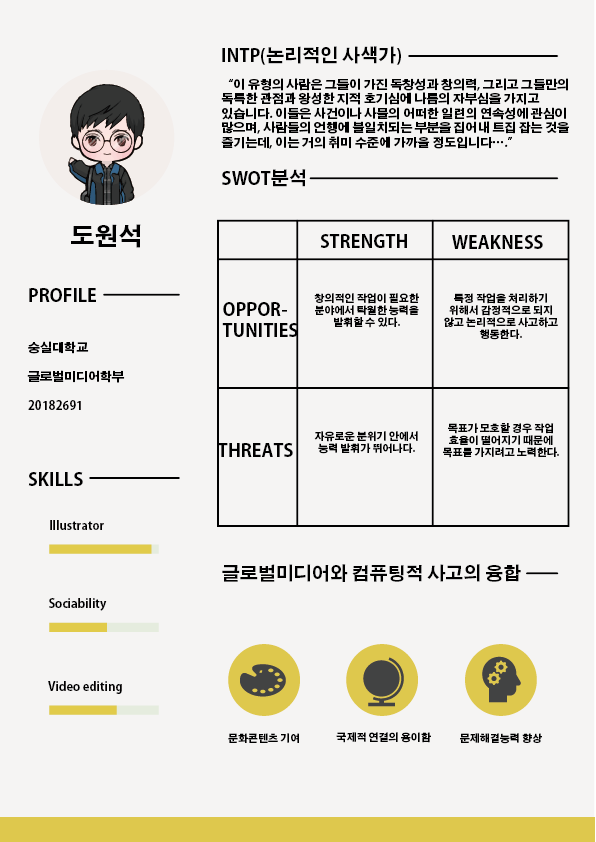 도원석
PROFILE
숭실대학교
글로벌미디어학부
20182691
SKILLS
Illustrator
Sociability
Video editing
INTP(논리적인 사색가)
“이 유형의 사람은 그들이 가진 독창성과 창의력, 그리고 그들만의
독특한 관점과 왕성한 지적 호기심에 나름의 자부심을 가지고
있습니다. 이들은 사건이나 사물의 어떠한 일련의 연속성에 관심이
많으며, 사람들의 언행에 불일치되는 부분을 집어내 트집 잡는 것을
즐기는데, 이는 거의 취미 수준에 가까울 정도입니다….”
SWOT분석
STRENGTH
WEAKNESS
OPPOR-
TUNITIES
창의적인 작업이 필요한
분야에서 탁월한 능력을
발휘할 수 있다.
특정 작업을 처리하기
위해서 감정적으로 되지
않고 논리적으로 사고하고
행동한다.
THREATS
자유로운 분위기 안에서
능력 발휘가 뛰어나다.
목표가 모호할 경우 작업
효율이 떨어지기 때문에
목표를 가지려고 노력한다.
글로벌미디어와 컴퓨팅적 사고의 융합
문화콘텐츠 기여
국제적 연결의 용이함
문제해결능력 향상